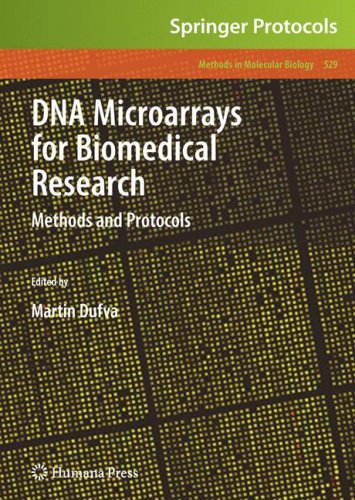 Springer Protocols
Methods in Molecular Biology 529
DNA Microarrays
for Biomedical
Research
Methods and Protocols
Edited by
Martin Dufva
Humana Press